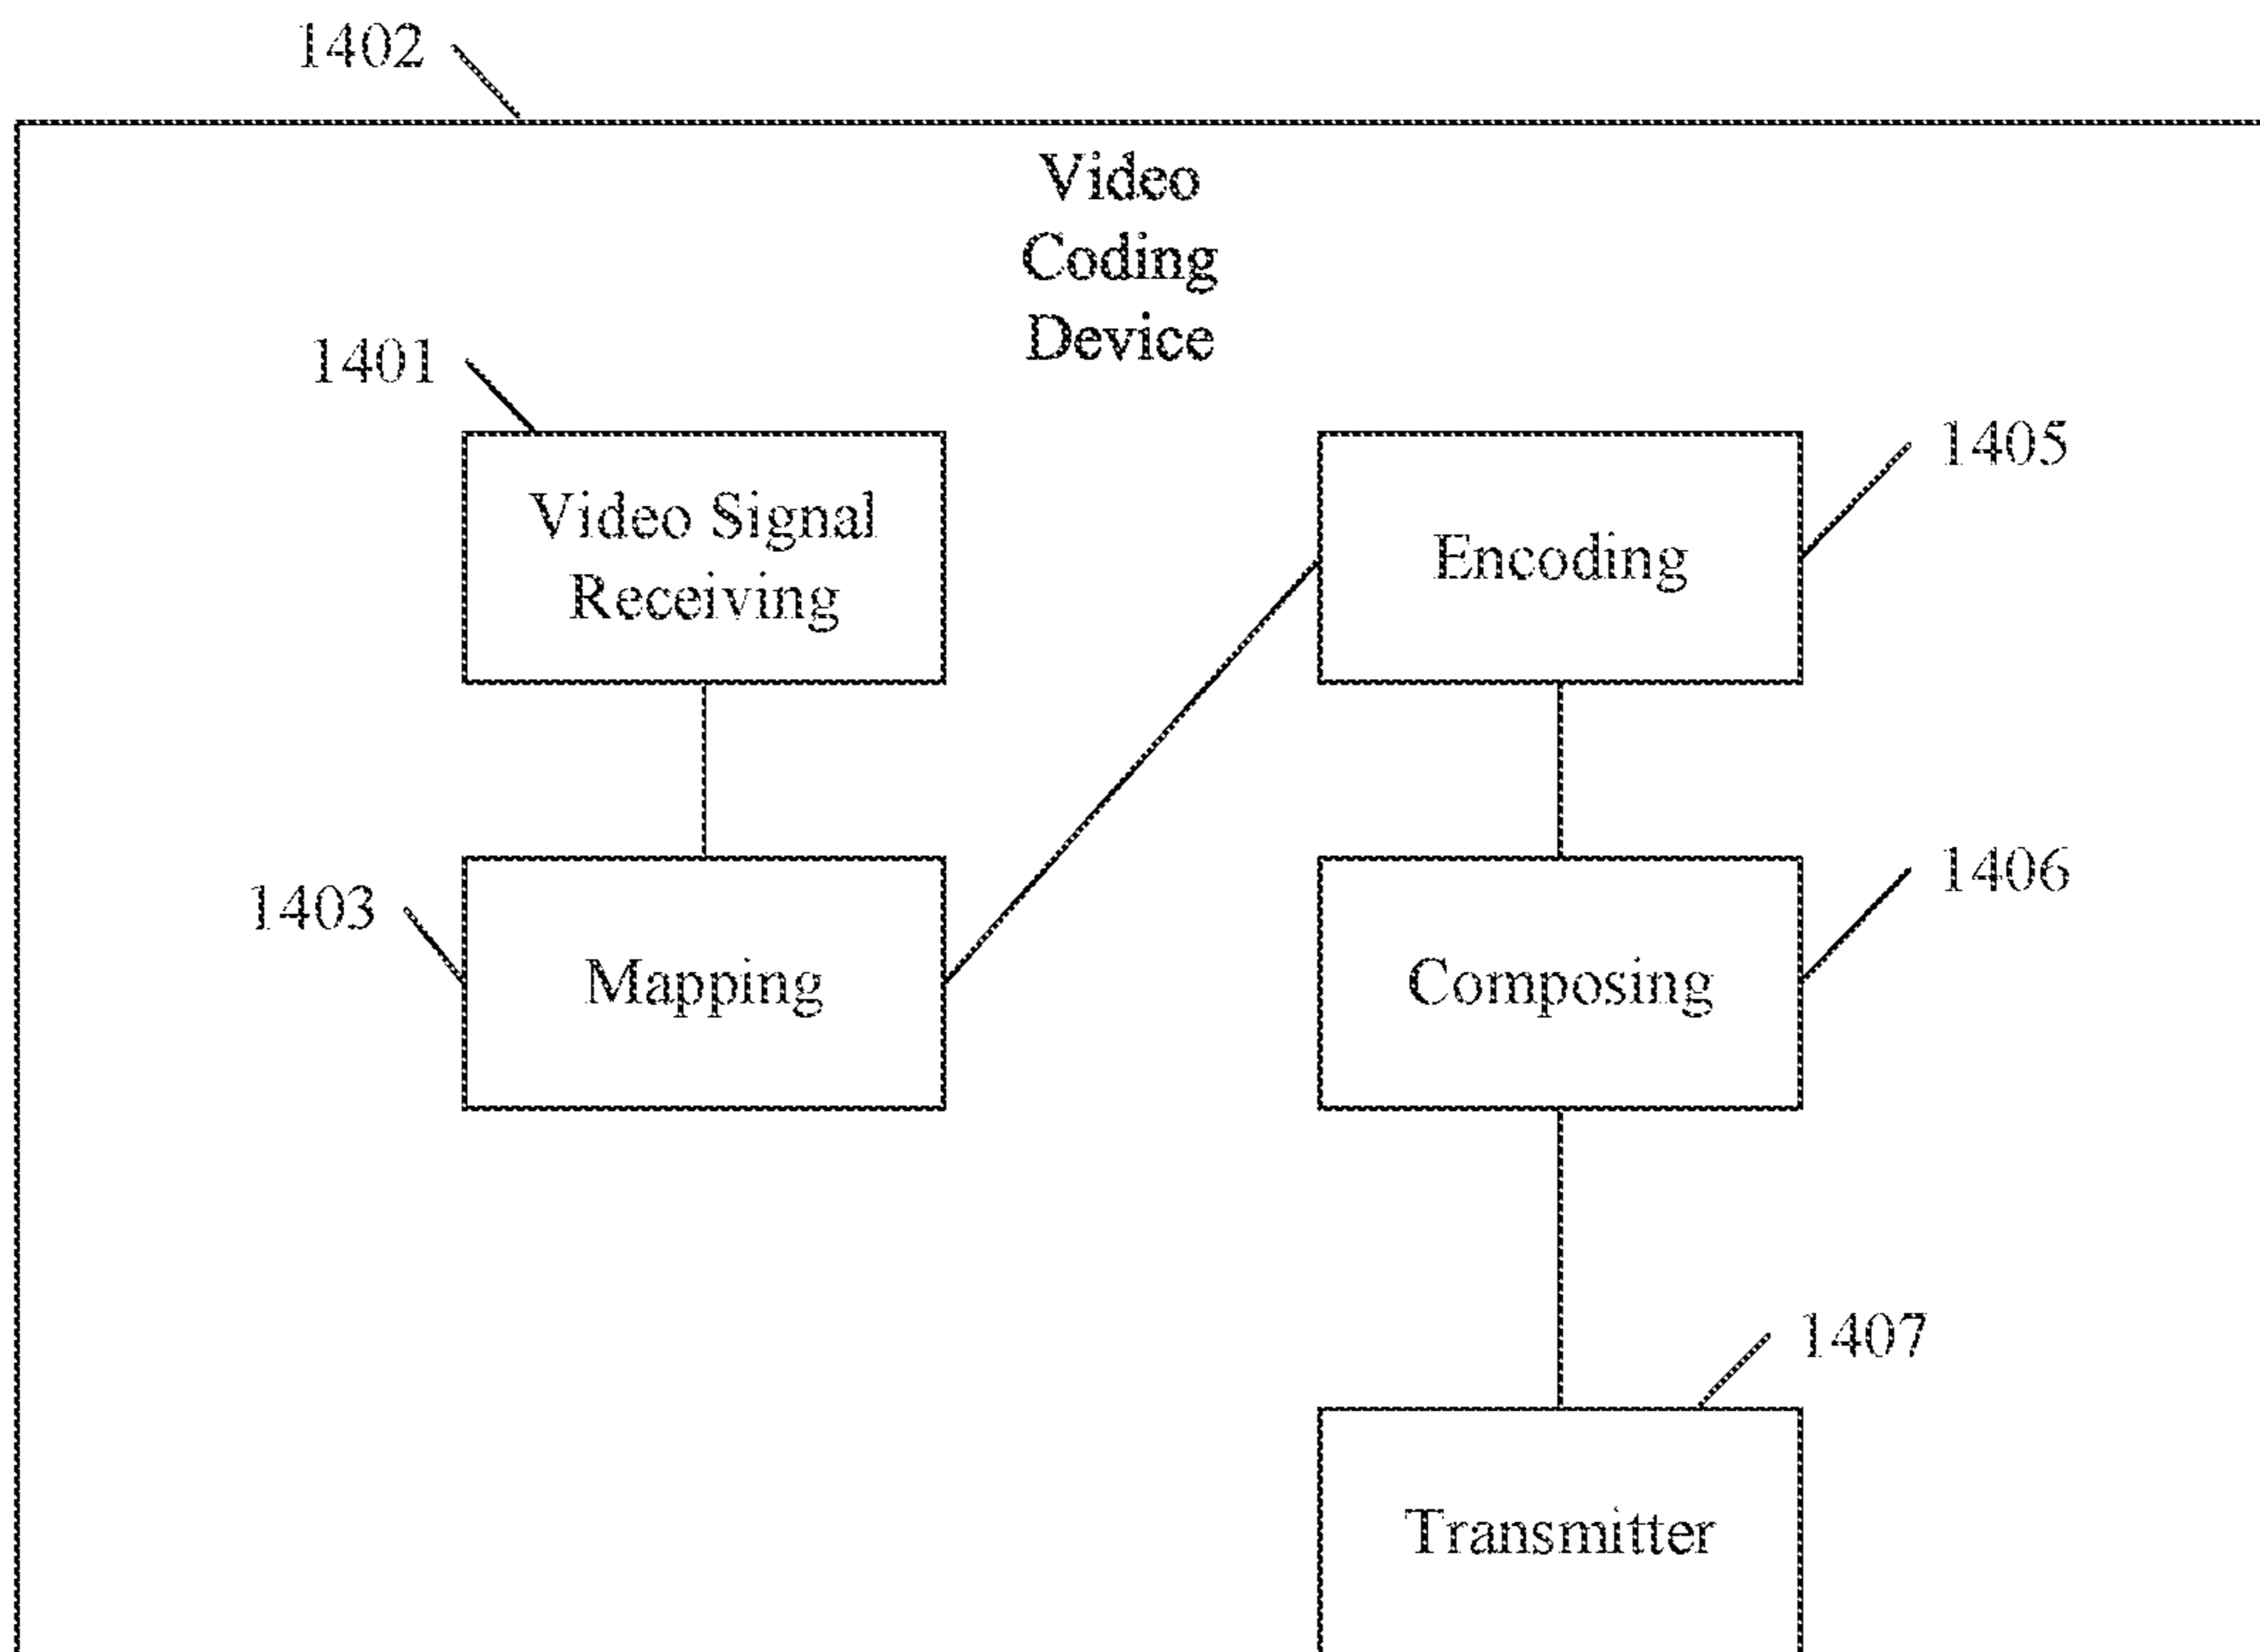 1402
Video
Coding
Device
1401
Video Signal
Receiving
1405
Encoding
1403
Mapping
1406
Composing
1407
Transmitter